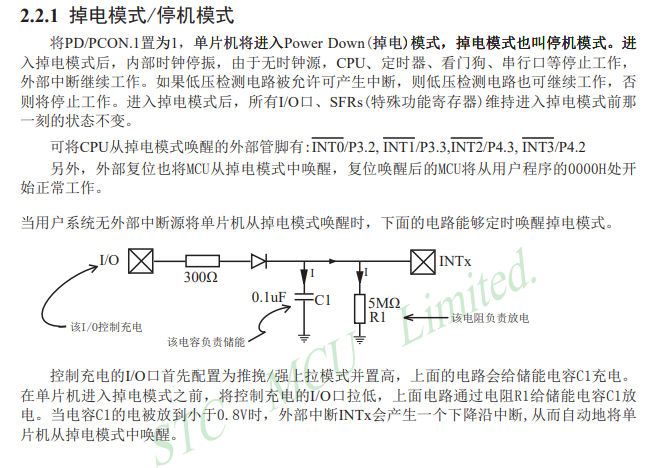 2.2.1 掉电模式/停机模式
将PD/PCON.1置为1，单片机将进入Power Down(掉电)模式，掉电模式也叫停机模式。进
入掉电模式后，内部时钟停振，由于无时钟源，CPU、定时器、看门狗、串行口等停止工作，
外部中断继续工作。如果低压检测电路被允许可产生中断，则低压检测电路也可继续工作，否
则将停止工作。进入掉电模式后，所有I/O口、SFRs(特殊功能寄存器)维持进入掉电模式前那
一刻的状态不变。
可将CPU从掉电模式唤醒的外部管脚有:INT0/P3.2, INT1/P3.3,INT2/P4.3, INT3/P4.2
另外，外部复位也将MCU从掉电模式中唤醒，复位唤醒后的MCU将从用户程序的0000H处开
始正常工作。
当用户系统无外部中断源将单片机从掉电模式唤醒时，下面的电路能够定时唤醒掉电模式。
I/O
300Ω
I
I
INTx
0.1uF
C1
5MΩ
R1
该I/O控制充电
该电容负责储能
该电阻负责放电
控制充电的I/O口首先配置为推挽/强上拉模式并置高，上面的电路会给储能电容C1充电。
在单片机进入掉电模式之前，将控制充电的I/O口拉低，上面电路通过电阻R1给储能电容C1放
电。当电容C1的电被放到小于0.8V时，外部中断INTx会产生一个下降沿中断,从而自动地将单
片机从掉电模式中唤醒。
STC MCU Limited.